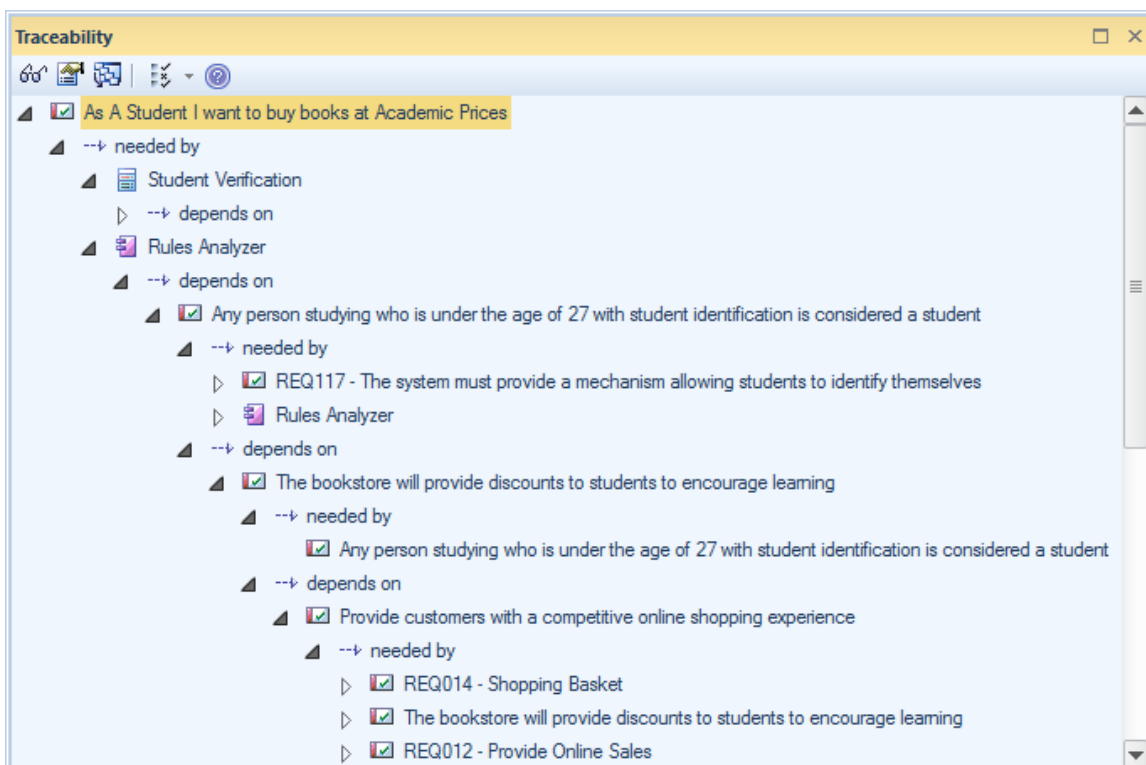 Traceability
As A Student I want to buy books at Academic Prices
needed by
Student Verification
depends on
Rules Analyzer
depends on
Any person studying who is under the age of 27 with student identification is considered a student
needed by
REQ117 - The system must provide a mechanism allowing students to identify themselves
Rules Analyzer
depends on
The bookstore will provide discounts to students to encourage learning
needed by
Any person studying who is under the age of 27 with student identification is considered a student
depends on
Provide customers with a competitive online shopping experience
needed by
REQ014 - Shopping Basket
The bookstore will provide discounts to students to encourage learning
REQ012 - Provide Online Sales